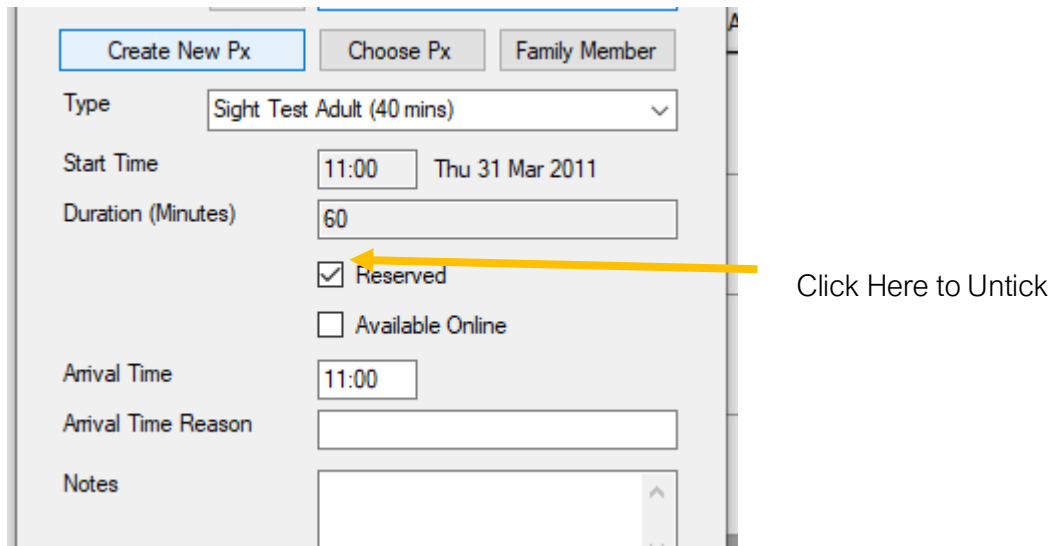 Create New Px Choose Px Family Member
Type Sight Test Adult (40 mins)
Start Time 11:00 Thu 31 Mar 2011
Duration (Minutes) 60
Reserved
Click Here to Untick
Available Online
Arrival Time 11:00
Arrival Time Reason
Notes